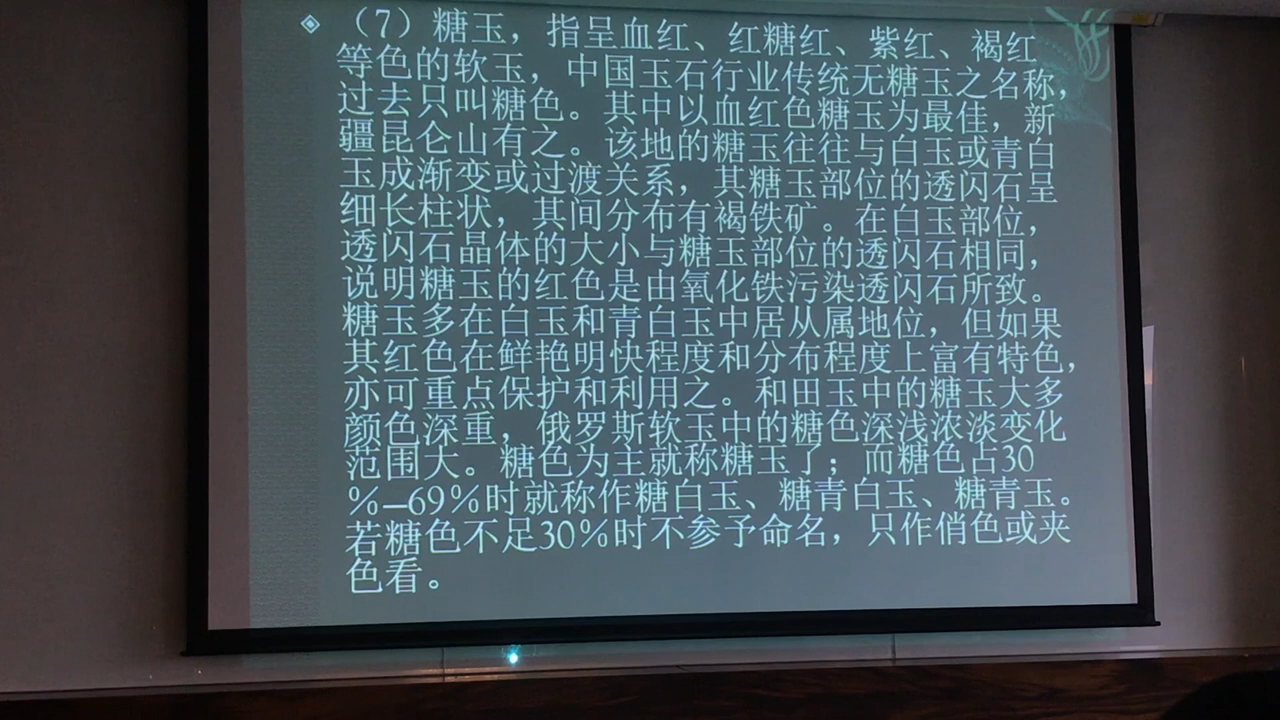 （7）糖玉，指呈血红、红糖红、紫红、褐红
等色的软玉，中国玉石行业传统无糖玉之名称，
过去只叫糖色。其中以血红色糖玉为最佳，新
疆昆仑山有之。该地的糖玉往往与白玉或青白
玉成渐变或过渡关系，其糖玉部位的透闪石呈
细长柱状，其间分布有褐铁矿。在白玉部位，
透闪石晶体的大小与糖玉部位的透闪石相同，
说明糖玉的红色是由氧化铁污染透闪石所致。
糖玉多在白玉和青白玉中居从属地位，但如果
其红色在鲜艳明快程度和分布程度上富有特色，
亦可重点保护和利用之。和田玉中的糖玉大多
颜色深重，俄罗斯软玉中的糖色深浅浓淡变化
范围大。糖色为主就称糖玉了；而糖色占30
%—69%时就称作糖白玉、糖青白玉、糖青玉。
若糖色不足30%时不参予命名，只作俏色或夹
色看。